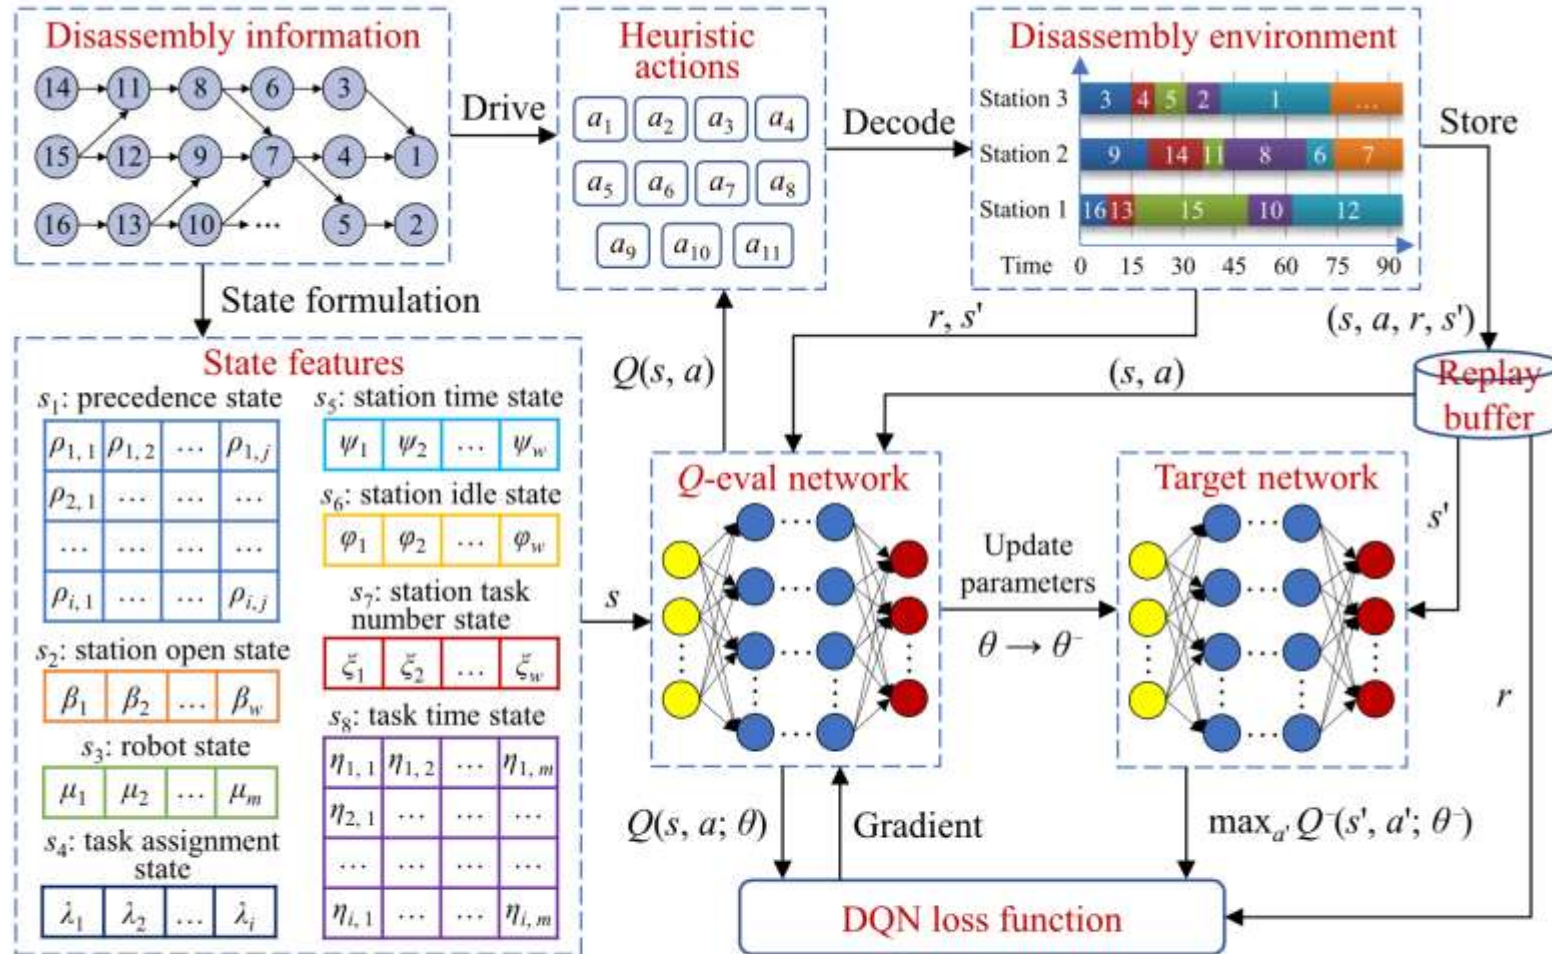 Disassembly information
14 11 8 6 3
15 12 9 7 4 1
16 13 10 ... 5 2
Drive
Heuristic
actions
a1 a2 a3 a4
a5 a6 a7 a8
a9 a10 a11
Decode
Disassembly environment
Station 3 3 4 5 2 1 ...
Station 2 9 14 11 8 6 7
Station 1 16 13 15 10 12
Time 0 15 30 45 60 75 90
Store
(s, a, r, s')
State formulation
r, s'
Q(s, a)
(s, a)
Replay
buffer
State features
s1: precedence state
ρ1, 1 ρ1, 2 ... ρ1, j
ρ2, 1 ... ... ...
... ... ... ...
ρi, 1 ... ... ρi, j
s2: station open state
β1 β2 ... βw
s3: robot state
μ1 μ2 ... μm
s4: task assignment
state
λ1 λ2 ... λi
s5: station time state
ψ1 ψ2 ... ψw
s6: station idle state
φ1 φ2 ... φw
s7: station task
number state
ξ1 ξ2 ... ξw
s8: task time state
η1, 1 η1, 2 ... η1, m
η2, 1 ... ... ...
... ... ... ...
ηi, 1 ... ... ηi, m
s
Q-eval network
Update
parameters
θ → θ⁻
Target network
s'
r
Q(s, a; θ)
Gradient
maxa' Q⁻(s', a'; θ⁻)
DQN loss function